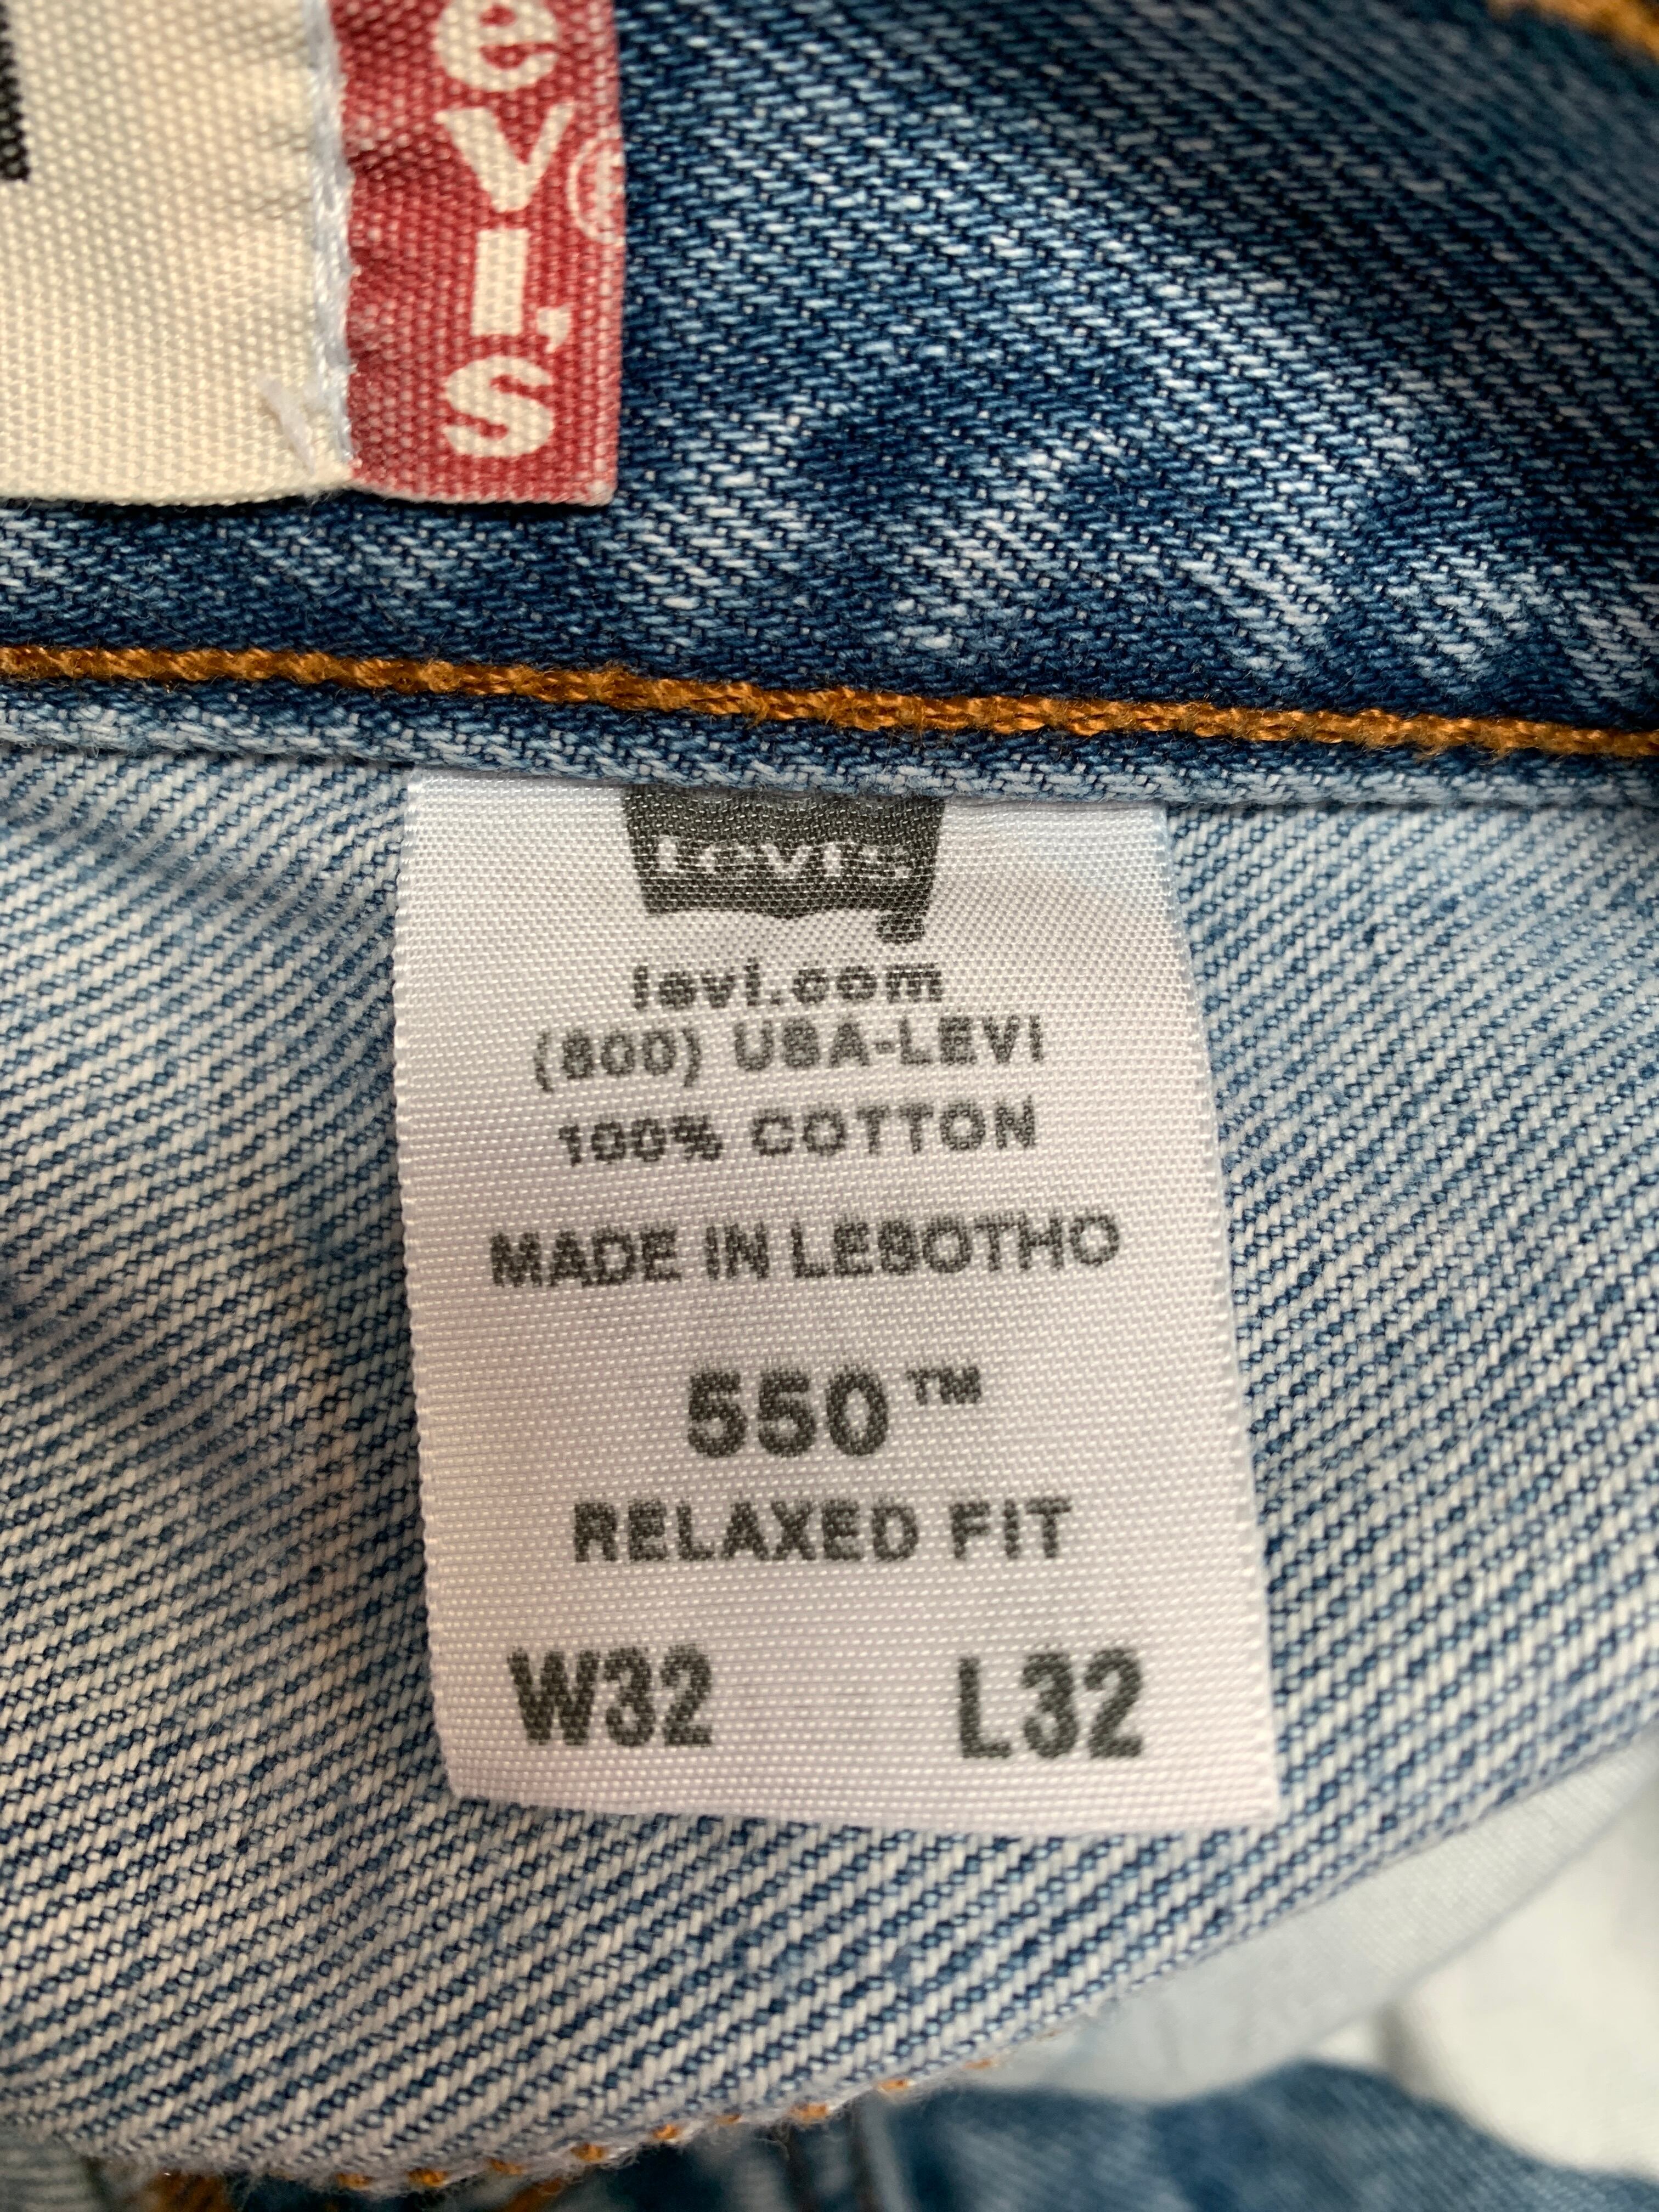 evi's®
Levi's
levi.com
(800) USA-LEVI
100% COTTON
MADE IN LESOTHO
550™
RELAXED FIT
W32 L32